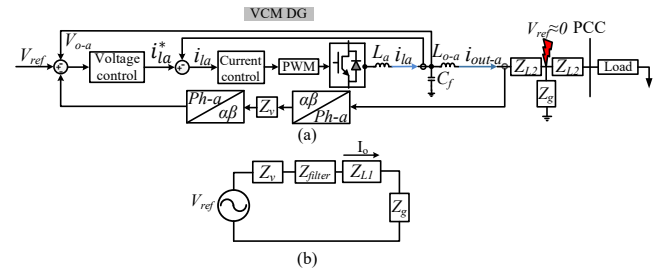 VCM DG
V_ref≈0 PCC
V_ref V_o-a Voltage control i*_la i_la Current control PWM L_a i_la L_o-a i_out-a Z_L2 Z_L2 Load
C_f
Z_g
Ph-a αβ Z_v αβ Ph-a
(a)
I_o
Z_v Z_filter Z_L1
V_ref
Z_g
(b)